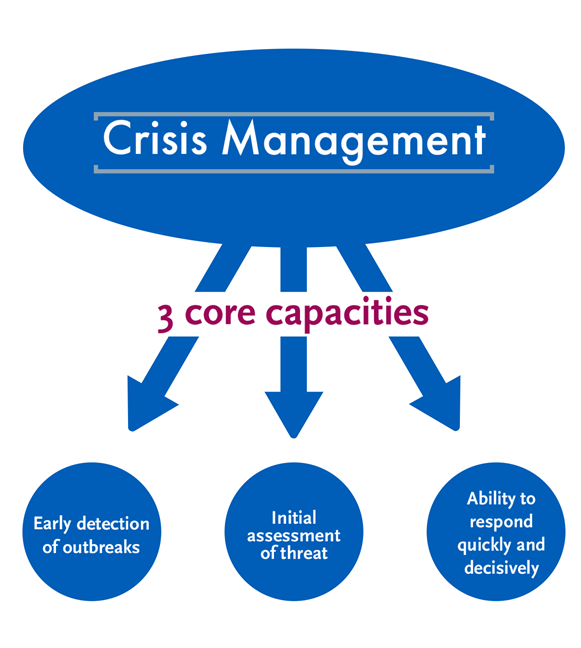 Crisis Management
3 core capacities
Early detection
of outbreaks
Initial
assessment
of threat
Ability to
respond
quickly and
decisively